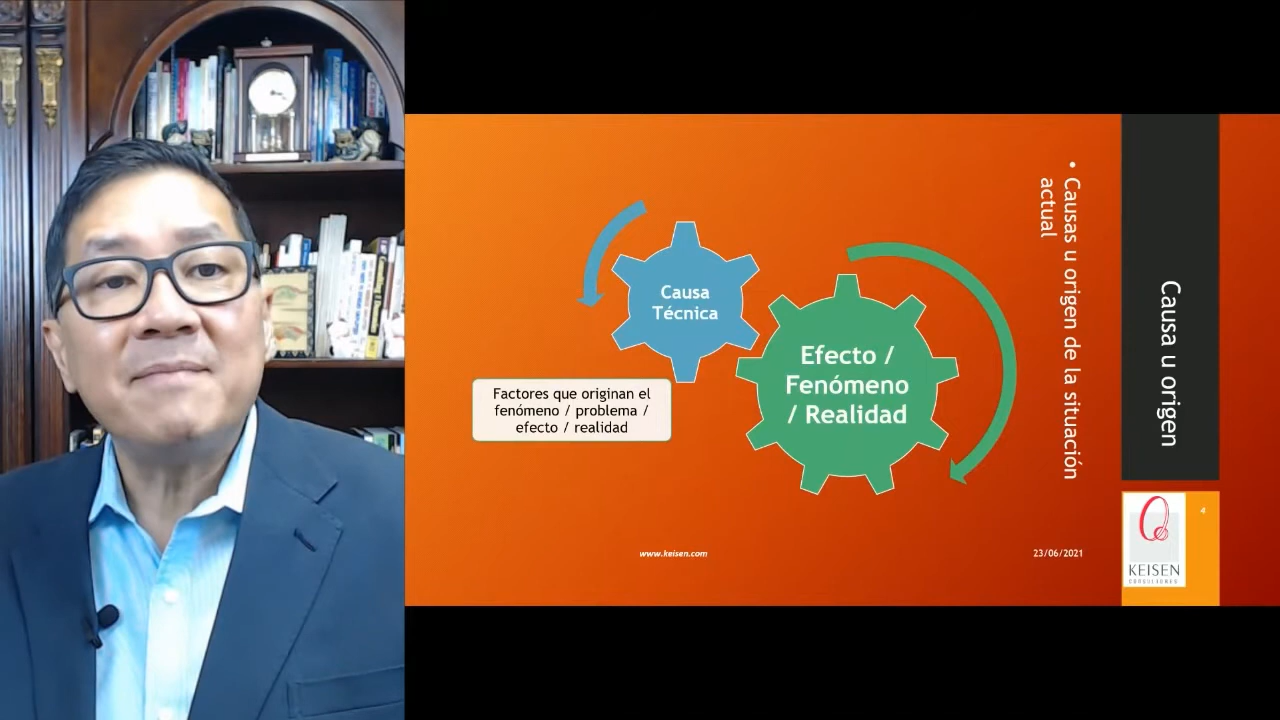 Causa u origen
• Causas u origen de la situación
actual
Causa
Técnica
Efecto /
Fenómeno
/ Realidad
Factores que originan el
fenómeno / problema /
efecto / realidad
www.keisen.com
23/06/2021
4
KEISEN
CONSULTORES